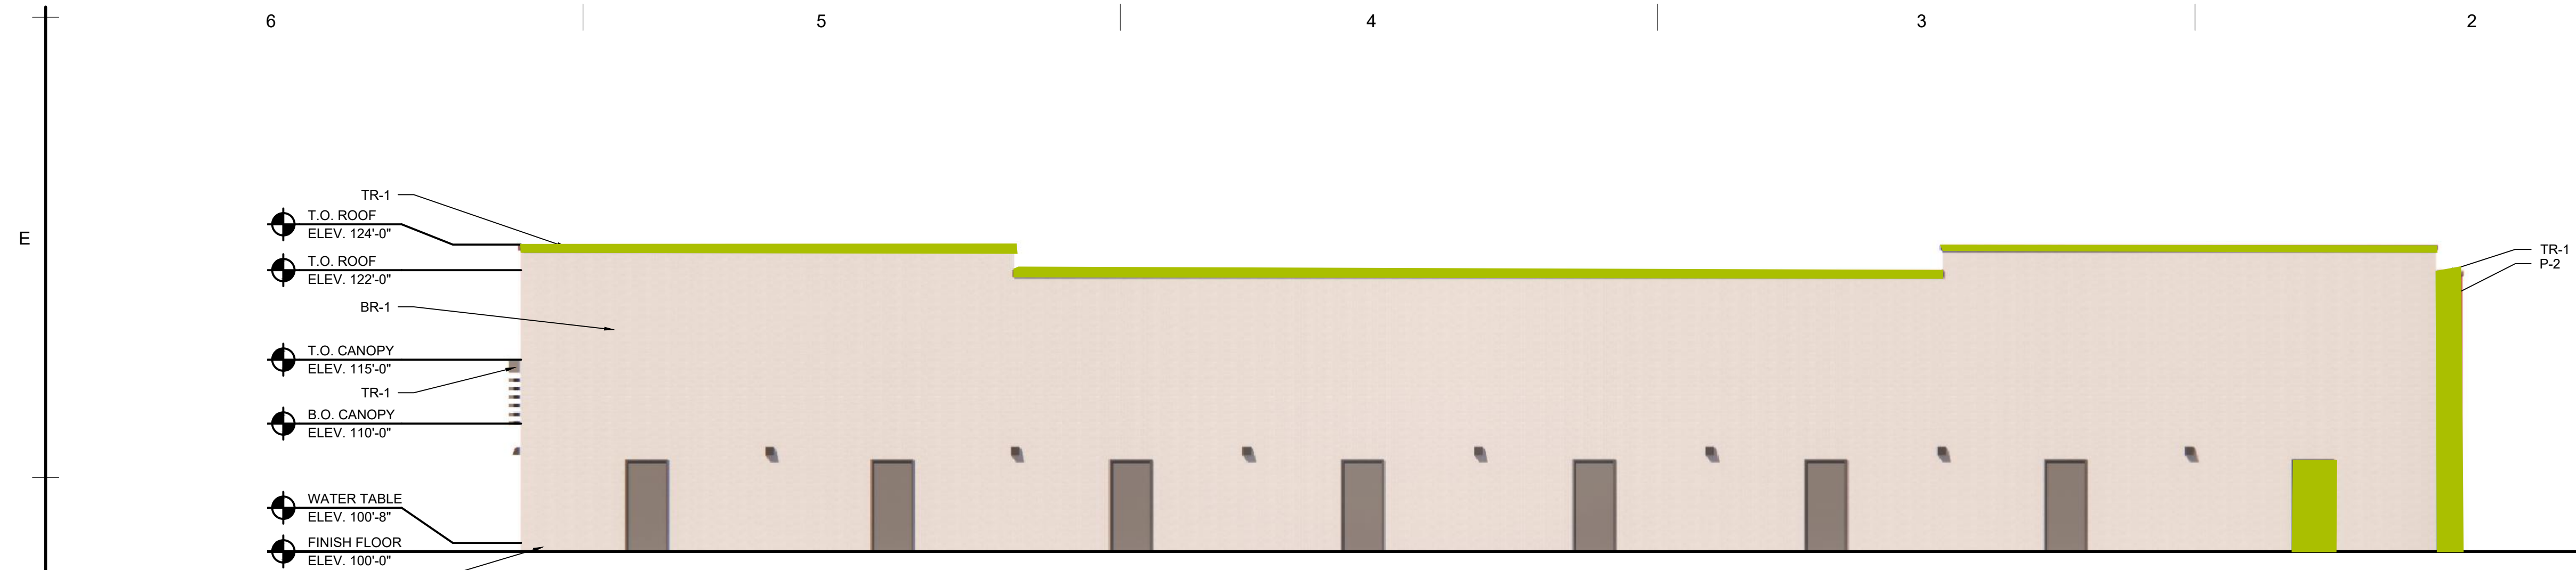 6 5 4 3 2
E
TR-1
T.O. ROOF
ELEV. 124'-0"
T.O. ROOF
ELEV. 122'-0"
BR-1
T.O. CANOPY
ELEV. 115'-0"
TR-1
B.O. CANOPY
ELEV. 110'-0"
WATER TABLE
ELEV. 100'-8"
FINISH FLOOR
ELEV. 100'-0"
TR-1
P-2